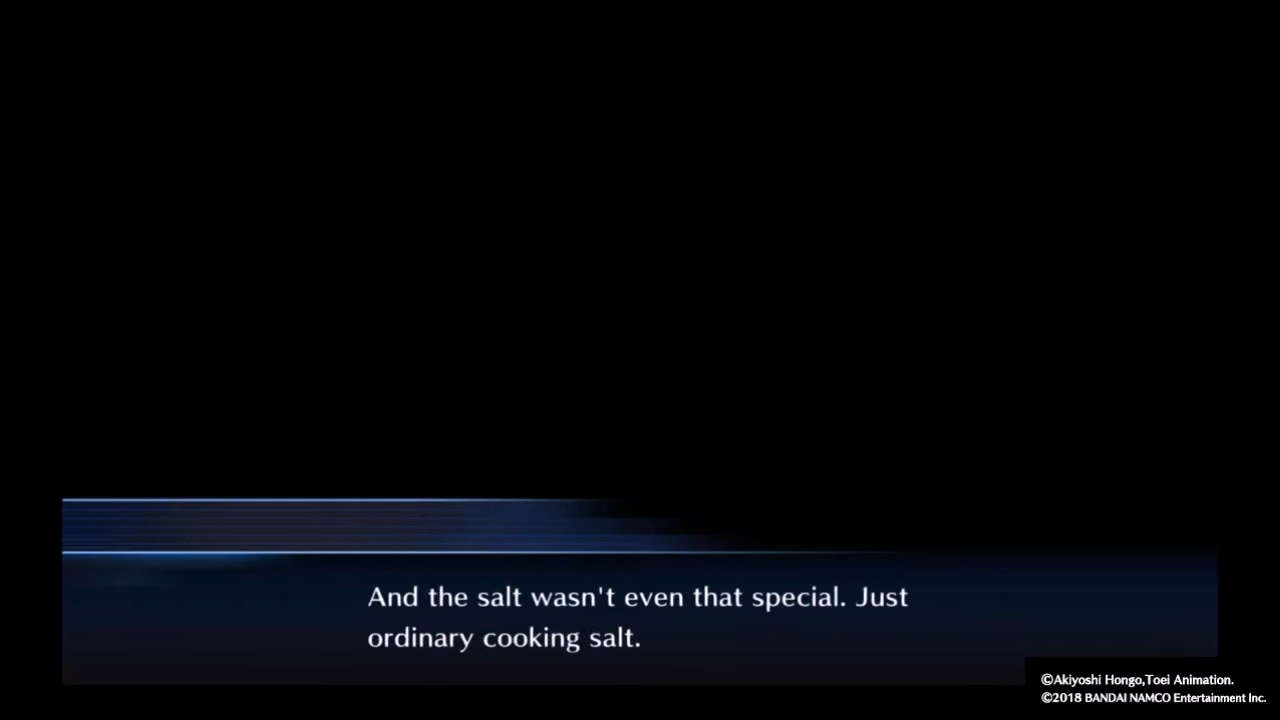 And the salt wasn't even that special. Just
ordinary cooking salt.
©Akiyoshi Hongo,Toei Animation.
©2018 BANDAI NAMCO Entertainment Inc.